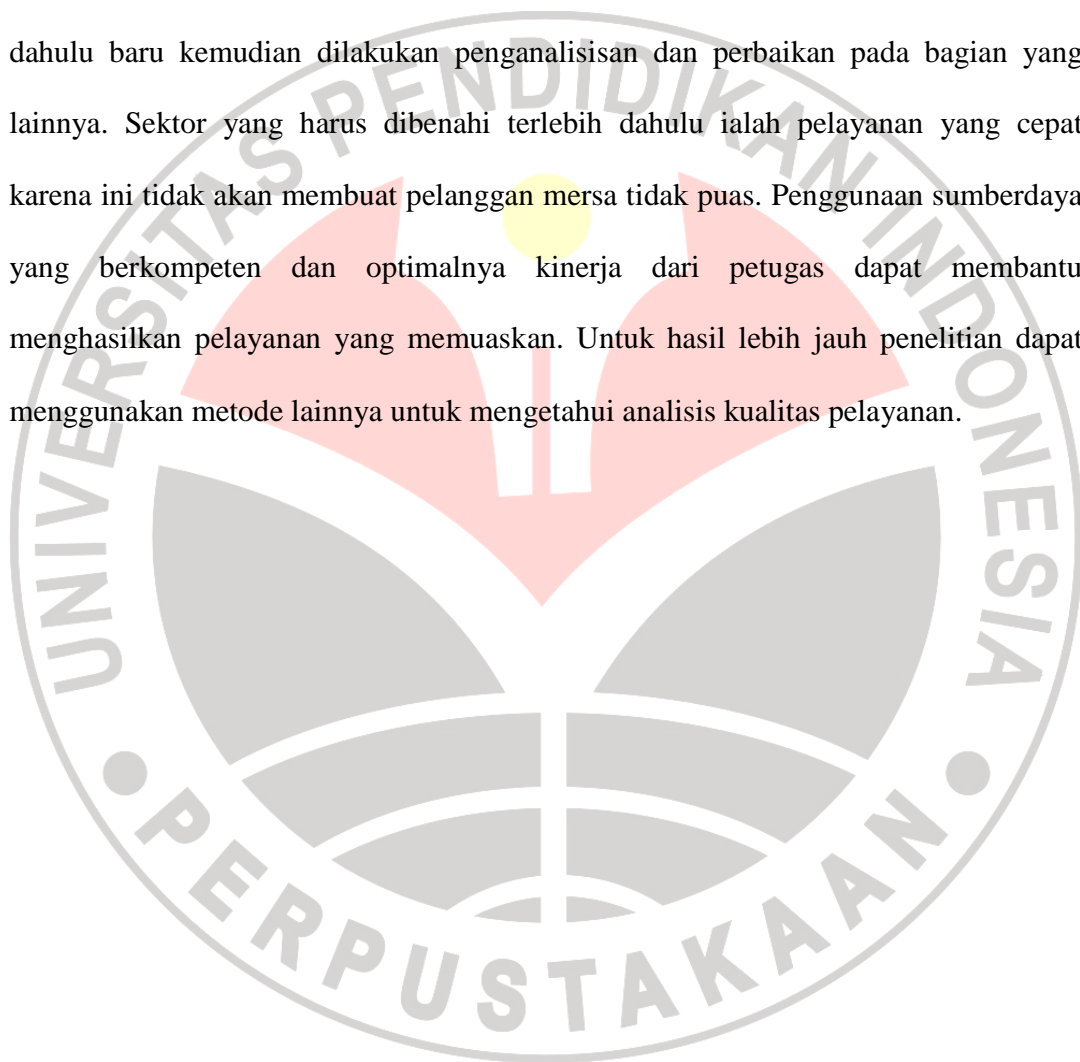 dahulu baru kemudian dilakukan penganalisisan dan perbaikan pada bagian yang
lainnya. Sektor yang harus dibenahi terlebih dahulu ialah pelayanan yang cepat
karena ini tidak akan membuat pelanggan mersa tidak puas. Penggunaan sumberdaya
yang berkompeten dan optimalnya kinerja dari petugas dapat membantu
menghasilkan pelayanan yang memuaskan. Untuk hasil lebih jauh penelitian dapat
menggunakan metode lainnya untuk mengetahui analisis kualitas pelayanan.
UNIVERSITAS PENDIDIKAN INDONESIA
PERPUSTAKAAN